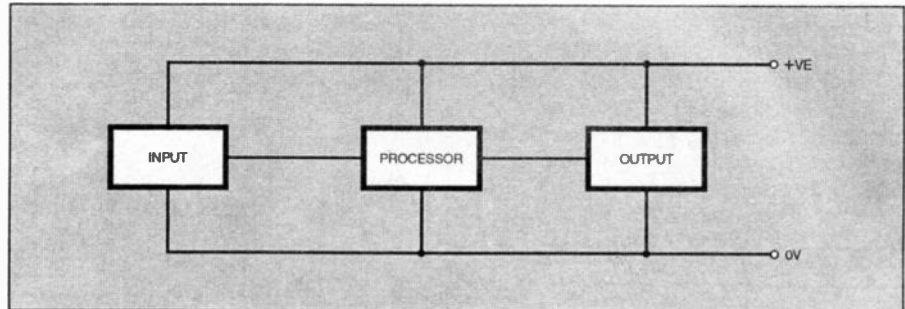 +VE
INPUT
PROCESSOR
OUTPUT
0V